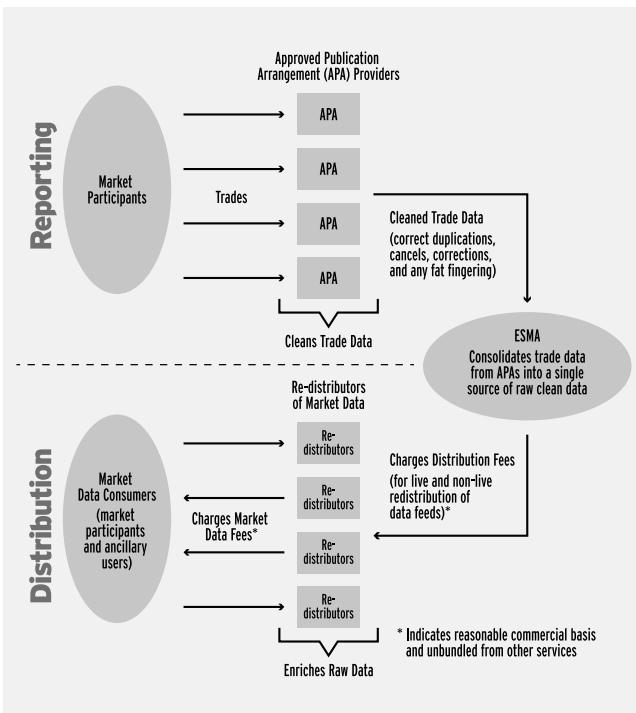 Approved Publication
Arrangement (APA) Providers
Reporting
Market
Participants
Trades
APA
APA
APA
APA
Cleaned Trade Data
(correct duplications,
cancels, corrections,
and any fat fingering)
Cleans Trade Data
ESMA
Consolidates trade data
from APAs into a single
source of raw clean data
Re-distributors
of Market Data
Distribution
Market
Data Consumers
(market
participants
and ancillary
users)
Charges Market
Data Fees*
Re-
distributors
Re-
distributors
Re-
distributors
Re-
distributors
Charges Distribution Fees
(for live and non-live
redistribution of
data feeds)*
Enriches Raw Data
* Indicates reasonable commercial basis
and unbundled from other services